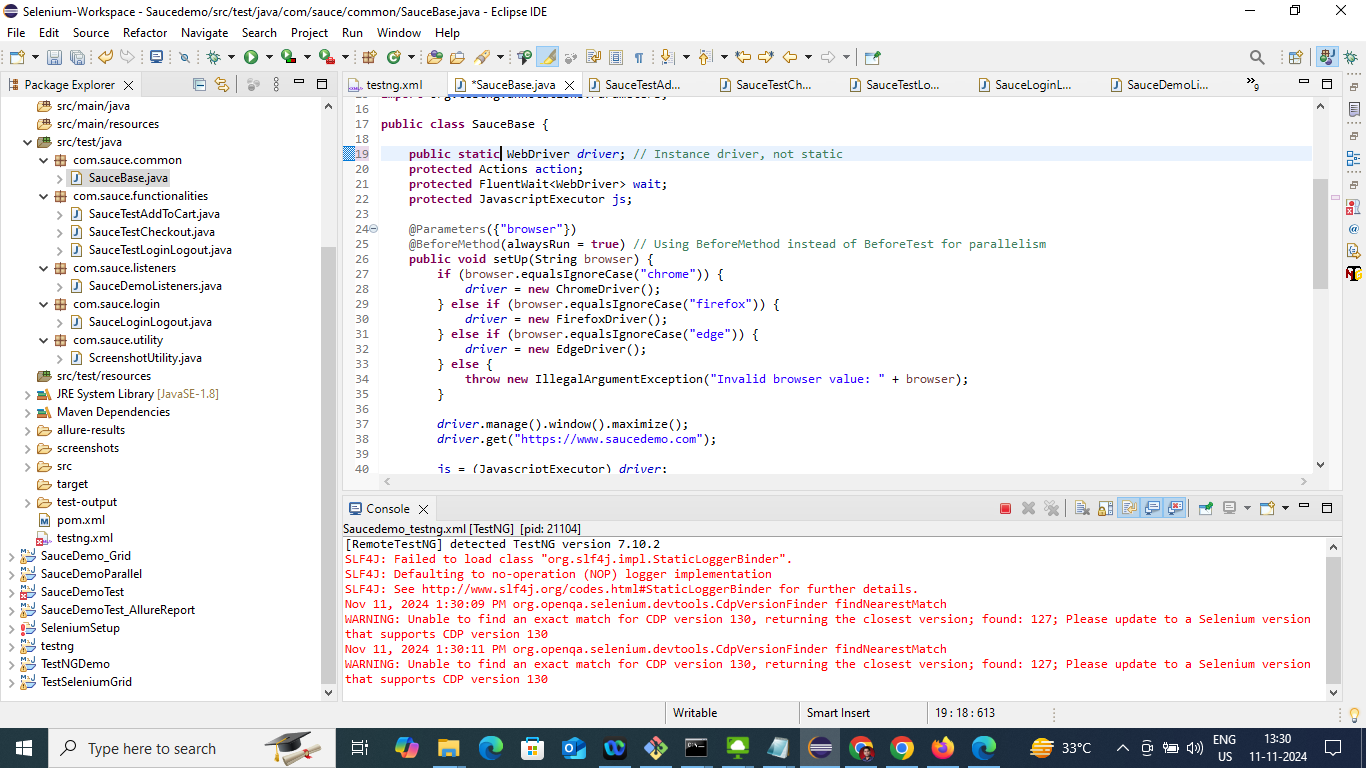 Selenium-Workspace - Saucedemo/src/test/java/com/sauce/common/SauceBase.java - Eclipse IDE
File Edit Source Refactor Navigate Search Project Run Window Help
Package Explorer
src/main/java
src/main/resources
src/test/java
com.sauce.common
SauceBase.java
com.sauce.functionalities
SauceTestAddToCart.java
SauceTestCheckout.java
SauceTestLoginLogout.java
com.sauce.listeners
SauceDemoListeners.java
com.sauce.login
SauceLoginLogout.java
com.sauce.utility
ScreenshotUtility.java
src/test/resources
JRE System Library [JavaSE-1.8]
Maven Dependencies
allure-results
screenshots
src
target
test-output
pom.xml
testng.xml
SauceDemo_Grid
SauceDemoParallel
SauceDemoTest
SauceDemoTest_AllureReport
SeleniumSetup
testng
TestNGDemo
TestSeleniumGrid
testng.xml *SauceBase.java SauceTestAd... SauceTestCh... SauceTestLo... SauceLoginL... SauceDemoLi... 9
16
17 public class SauceBase {
18
19 public static WebDriver driver; // Instance driver, not static
20 protected Actions action;
21 protected FluentWait<WebDriver> wait;
22 protected JavascriptExecutor js;
23
24 @Parameters({"browser"})
25 @BeforeMethod(alwaysRun = true) // Using BeforeMethod instead of BeforeTest for parallelism
26 public void setUp(String browser) {
27 if (browser.equalsIgnoreCase("chrome")) {
28 driver = new ChromeDriver();
29 } else if (browser.equalsIgnoreCase("firefox")) {
30 driver = new FirefoxDriver();
31 } else if (browser.equalsIgnoreCase("edge")) {
32 driver = new EdgeDriver();
33 } else {
34 throw new IllegalArgumentException("Invalid browser value: " + browser);
35 }
36
37 driver.manage().window().maximize();
38 driver.get("https://www.saucedemo.com");
39
40 js = (JavascriptExecutor) driver;
Console
Saucedemo_testng.xml [TestNG] [pid: 21104]
[RemoteTestNG] detected TestNG version 7.10.2
SLF4J: Failed to load class "org.slf4j.impl.StaticLoggerBinder".
SLF4J: Defaulting to no-operation (NOP) logger implementation
SLF4J: See http://www.slf4j.org/codes.html#StaticLoggerBinder for further details.
Nov 11, 2024 1:30:09 PM org.openqa.selenium.devtools.CdpVersionFinder findNearestMatch
WARNING: Unable to find an exact match for CDP version 130, returning the closest version; found: 127; Please update to a Selenium version
that supports CDP version 130
Nov 11, 2024 1:30:11 PM org.openqa.selenium.devtools.CdpVersionFinder findNearestMatch
WARNING: Unable to find an exact match for CDP version 130, returning the closest version; found: 127; Please update to a Selenium version
that supports CDP version 130
Writable Smart Insert 19 : 18 : 613
Type here to search
33°C
ENG
US
13:30
11-11-2024